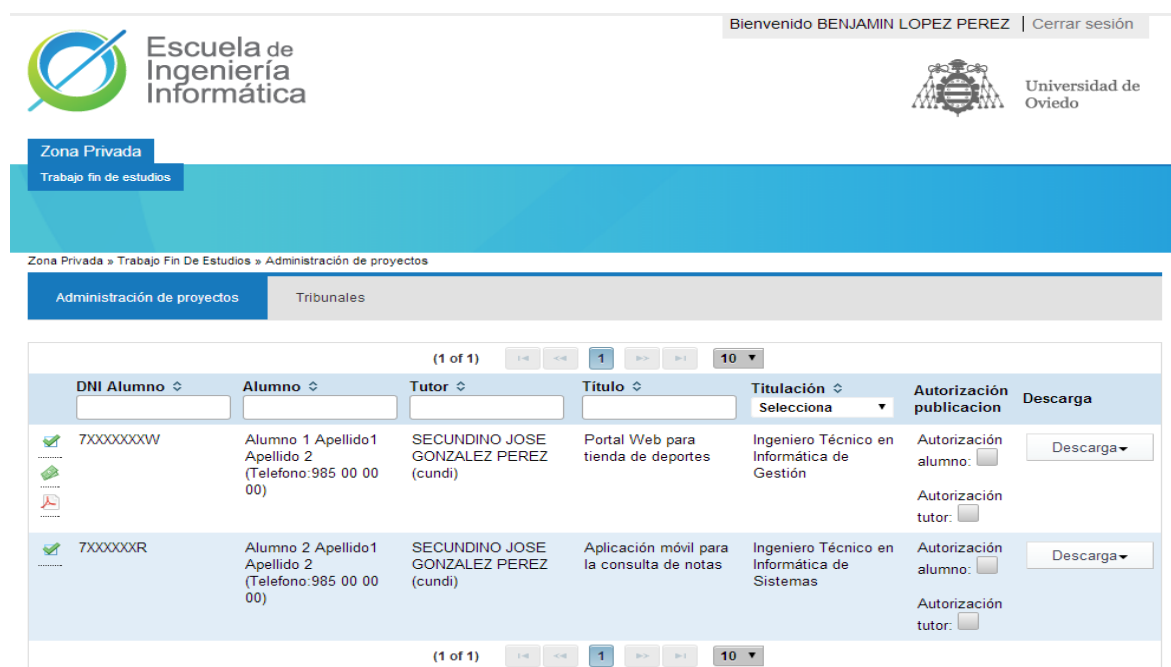 Bienvenido BENJAMIN LOPEZ PEREZ | Cerrar sesión
Escuela de
Ingeniería
Informática
Universidad de
Oviedo
Zona Privada
Trabajo fin de estudios
Zona Privada » Trabajo Fin De Estudios » Administración de proyectos
Administración de proyectos Tribunales
(1 of 1) 1 10
DNI Alumno Alumno Tutor Título Titulación Autorización publicacion Descarga
Selecciona
7XXXXXXXW
Alumno 1 Apellido1
Apellido 2
(Telefono:985 00 00
00)
SECUNDINO JOSE
GONZALEZ PEREZ
(cundi)
Portal Web para
tienda de deportes
Ingeniero Técnico en
Informática de
Gestión
Autorización
alumno:
Autorización
tutor:
Descarga
7XXXXXXR
Alumno 2 Apellido1
Apellido 2
(Telefono:985 00 00
00)
SECUNDINO JOSE
GONZALEZ PEREZ
(cundi)
Aplicación móvil para
la consulta de notas
Ingeniero Técnico en
Informática de
Sistemas
Autorización
alumno:
Autorización
tutor:
Descarga
(1 of 1) 1 10